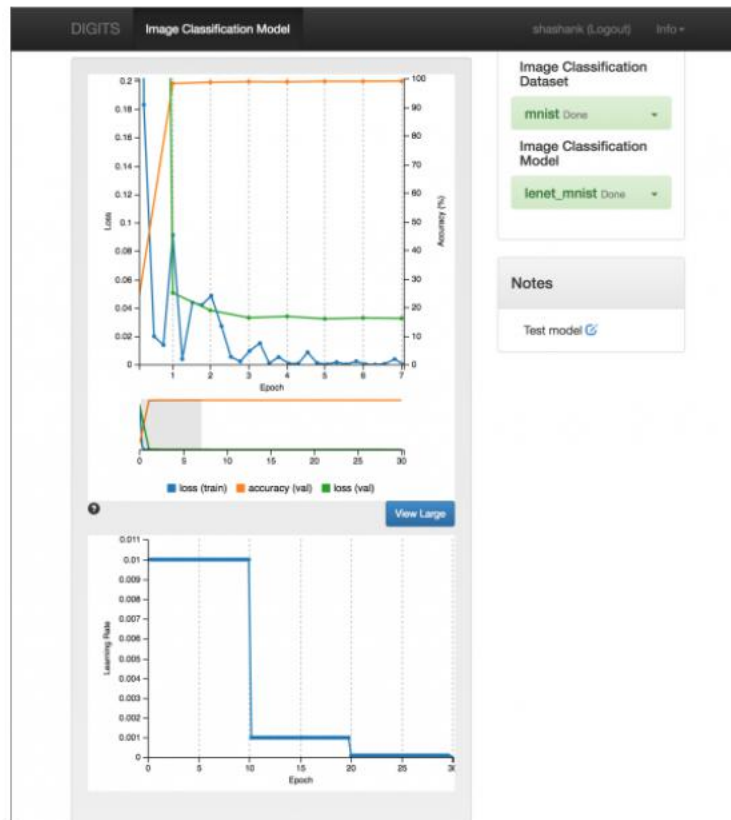 DIGITS Image Classification Model shashank (Logout) Info
Image Classification
Dataset
mnist Done
Image Classification
Model
lenet_mnist Done
Notes
Test model
0.2
0.18
0.16
0.14
0.12
0.1
0.08
0.06
0.04
0.02
0
Loss
100
90
80
70
60
50
40
30
20
10
0
Accuracy (%)
1 2 3 4 5 6 7
Epoch
0 5 10 15 20 25 30
loss (train) accuracy (val) loss (val)
?
View Large
0.011
0.01
0.009
0.008
0.007
0.006
0.005
0.004
0.003
0.002
0.001
0
Learning Rate
0 5 10 15 20 25
Epoch